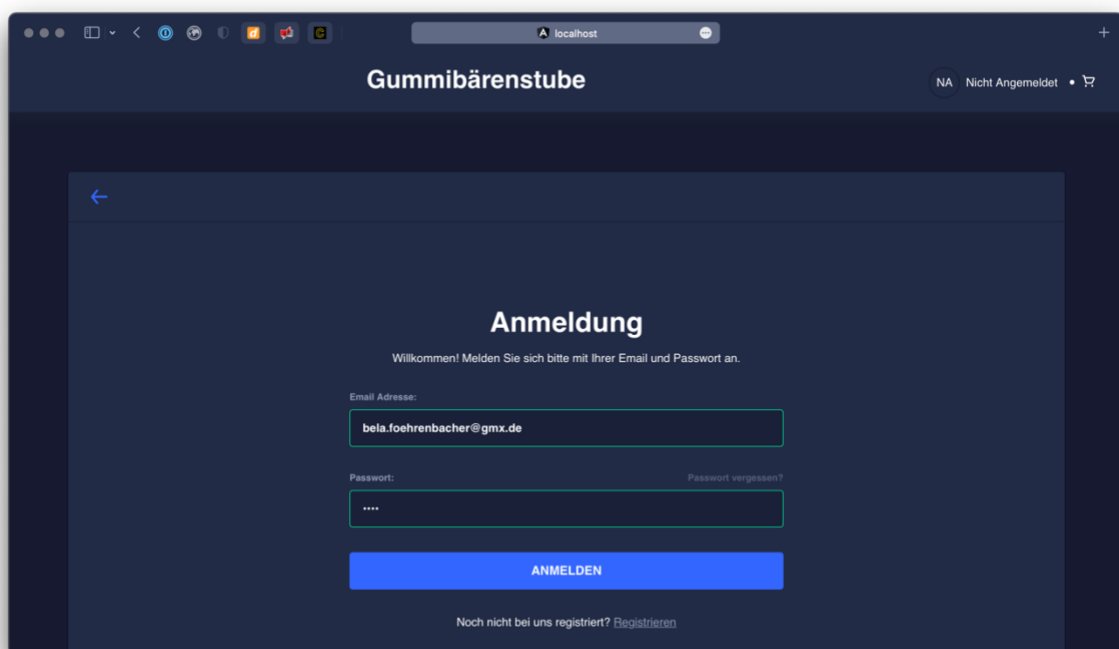 localhost
Gummibärenstube
NA Nicht Angemeldet
Anmeldung
Willkommen! Melden Sie sich bitte mit Ihrer Email und Passwort an.
Email Adresse:
bela.foehrenbacher@gmx.de
Passwort: Passwort vergessen?
••••
ANMELDEN
Noch nicht bei uns registriert? Registrieren